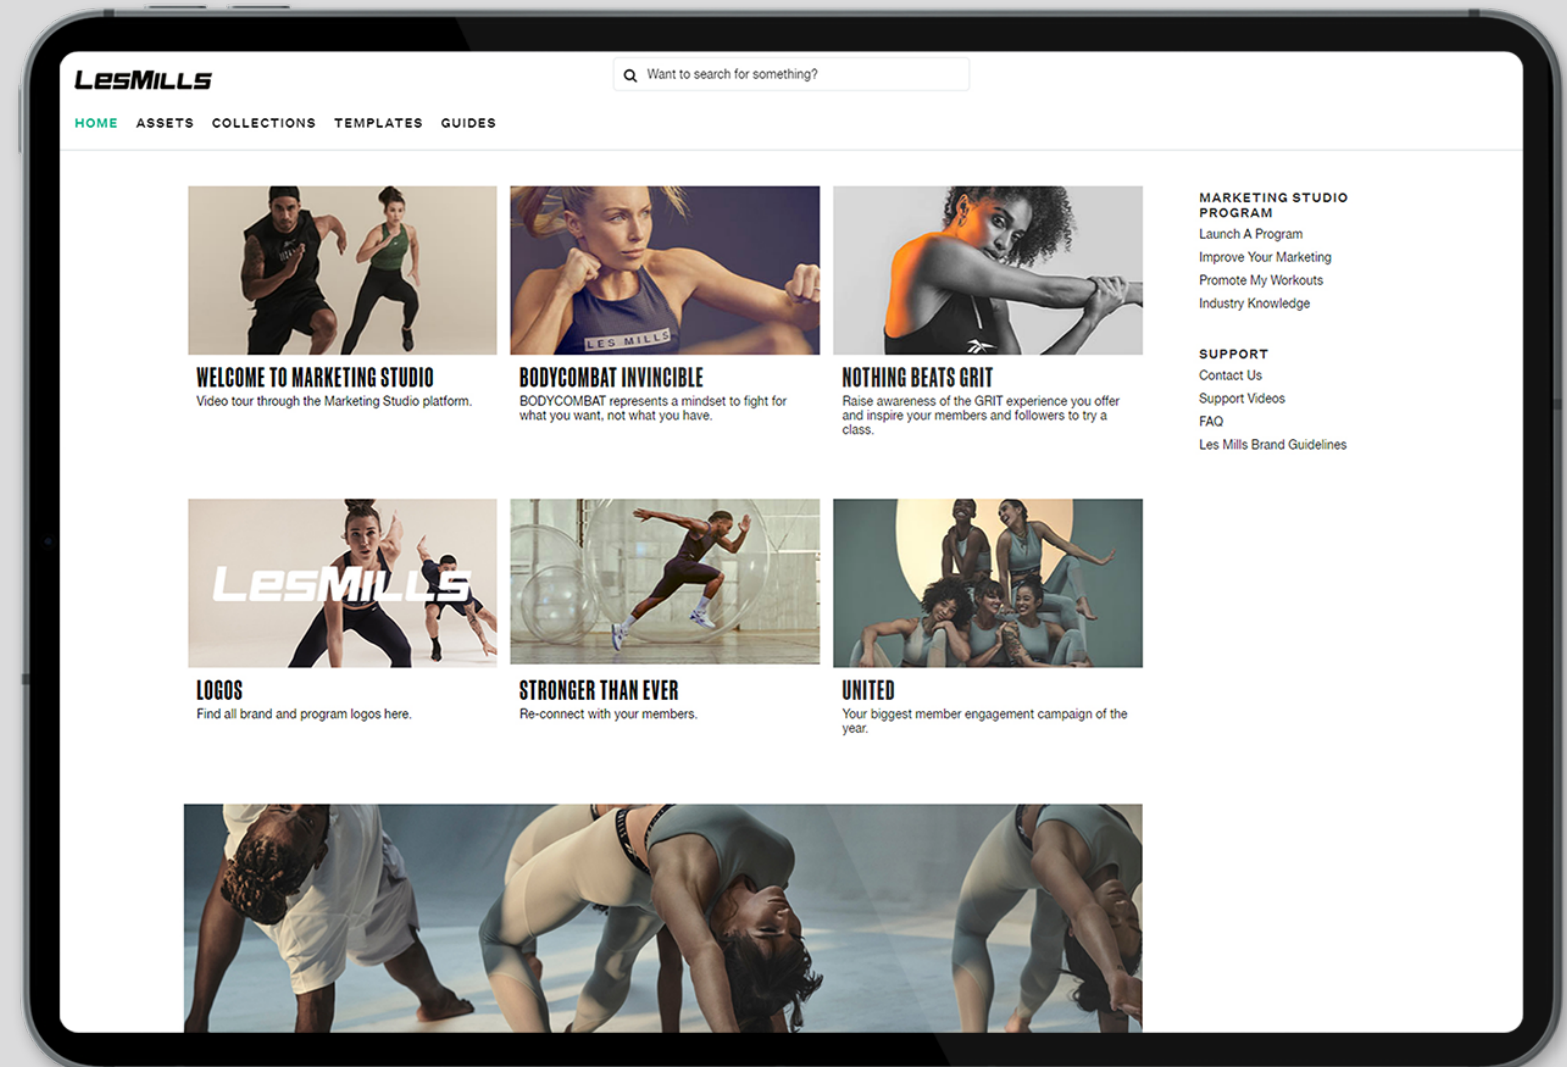 LesMills
Want to search for something?
HOME ASSETS COLLECTIONS TEMPLATES GUIDES
LES MILLS
WELCOME TO MARKETING STUDIO
Video tour through the Marketing Studio platform.
BODYCOMBAT INVINCIBLE
BODYCOMBAT represents a mindset to fight for
what you want, not what you have.
NOTHING BEATS GRIT
Raise awareness of the GRIT experience you offer
and inspire your members and followers to try a
class.
LesMills
LOGOS
Find all brand and program logos here.
STRONGER THAN EVER
Re-connect with your members.
UNITED
Your biggest member engagement campaign of the
year.
MARKETING STUDIO
PROGRAM
Launch A Program
Improve Your Marketing
Promote My Workouts
Industry Knowledge
SUPPORT
Contact Us
Support Videos
FAQ
Les Mills Brand Guidelines